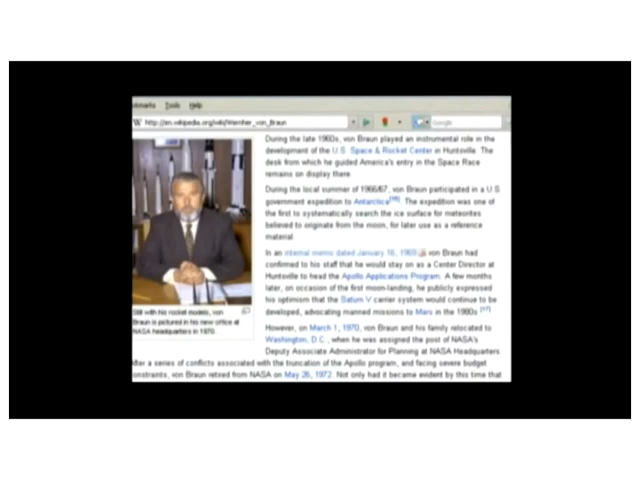 okmarks Tools Help
W http://en.wikipedia.org/wiki/Wernher_von_Braun Google
During the late 1960s, von Braun played an instrumental role in the
development of the U.S. Space & Rocket Center in Huntsville. The
desk from which he guided America's entry in the Space Race
remains on display there.
During the local summer of 1966/67, von Braun participated in a U.S.
government expedition to Antarctica[16]. The expedition was one of
the first to systematically search the ice surface for meteorites
believed to originate from the moon, for later use as a reference
material.
In an internal memo dated January 16, 1969 von Braun had
confirmed to his staff that he would stay on as a Center Director at
Huntsville to head the Apollo Applications Program. A few months
later, on occasion of the first moon-landing, he publicly expressed
his optimism that the Saturn V carrier system would continue to be
developed, advocating manned missions to Mars in the 1980s.[17]
Still with his rocket models, von
Braun is pictured in his new office at
NASA headquarters in 1970
However, on March 1, 1970, von Braun and his family relocated to
Washington, D.C., when he was assigned the post of NASA's
Deputy Associate Administrator for Planning at NASA Headquarters.
After a series of conflicts associated with the truncation of the Apollo program, and facing severe budget
constraints, von Braun retired from NASA on May 26, 1972. Not only had it became evident by this time that